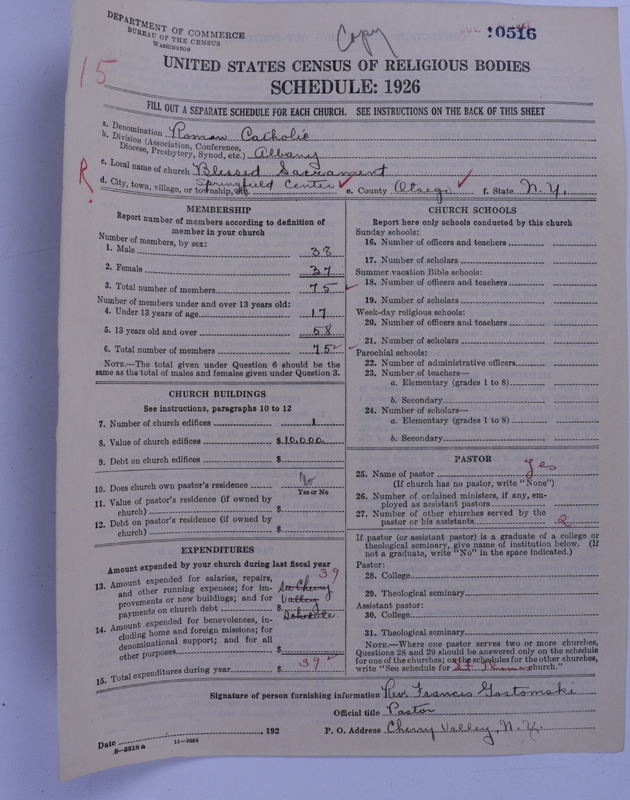 DEPARTMENT OF COMMERCE
BUREAU OF THE CENSUS
WASHINGTON
Copy
10516
15
UNITED STATES CENSUS OF RELIGIOUS BODIES
SCHEDULE: 1926
FILL OUT A SEPARATE SCHEDULE FOR EACH CHURCH. SEE INSTRUCTIONS ON THE BACK OF THIS SHEET
a. Denomination Roman Catholic
b. Division (Association, Conference,
Diocese, Presbytery, Synod, etc.) Albany
c. Local name of church Blessed Sacrament
R.
d. City, town, village, or township, etc. Springfield Center e. County Otsego f. State N.Y.
MEMBERSHIP
Report number of members according to definition of
member in your church
Number of members, by sex:
1. Male 38
2. Female 37
3. Total number of members 75
Number of members under and over 13 years old:
4. Under 13 years of age 17
5. 13 years old and over 58
6. Total number of members 75
NOTE.—The total given under Question 6 should be the
same as the total of males and females given under Question 3.
CHURCH BUILDINGS
See instructions, paragraphs 10 to 12
7. Number of church edifices 1
8. Value of church edifices $10,000
9. Debt on church edifices $
10. Does church own pastor's residence No
Yes or No
11. Value of pastor's residence (if owned by
church) $
12. Debt on pastor's residence (if owned by
church) $
EXPENDITURES
Amount expended by your church during last fiscal year
39
13. Amount expended for salaries, repairs,
and other running expenses; for im-
provements or new buildings; and for
payments on church debt $
See Cherry
Valley
Schedule
14. Amount expended for benevolences, in-
cluding home and foreign missions; for
denominational support; and for all
other purposes $
15. Total expenditures during year $ 39
CHURCH SCHOOLS
Report here only schools conducted by this church
Sunday schools:
16. Number of officers and teachers
17. Number of scholars
Summer vacation Bible schools:
18. Number of officers and teachers
19. Number of scholars
Week-day religious schools:
20. Number of officers and teachers
21. Number of scholars
Parochial schools:
22. Number of administrative officers
23. Number of teachers—
a. Elementary (grades 1 to 8)
b. Secondary
24. Number of scholars—
a. Elementary (grades 1 to 8)
b. Secondary
PASTOR
25. Name of pastor Yes
(If church has no pastor, write "None")
26. Number of ordained ministers, if any, em-
ployed as assistant pastors
27. Number of other churches served by the
pastor or his assistants 2
If pastor (or assistant pastor) is a graduate of a college or
theological seminary, give name of institution below. (If
not a graduate, write "No" in the space indicated.)
Pastor:
28. College
29. Theological seminary
Assistant pastor:
30. College
31. Theological seminary
NOTE.—Where one pastor serves two or more churches,
Questions 28 and 29 should be answered only on the schedule
for one of the churches; on the schedules for the other churches,
write "See schedule for church."
Signature of person furnishing information Rev. Francis Gostomski
Official title Pastor
Date , 192 P. O. Address Cherry Valley, N.Y.
8-5518a 11-9054